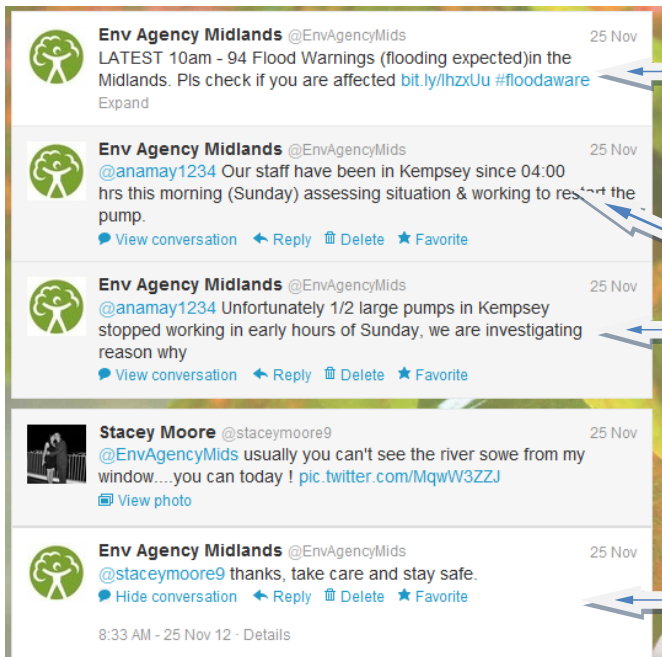 Env Agency Midlands @EnvAgencyMids 25 Nov
LATEST 10am - 94 Flood Warnings (flooding expected)in the
Midlands. Pls check if you are affected bit.ly/lhzxUu #floodaware
Expand
Env Agency Midlands @EnvAgencyMids 25 Nov
@anamay1234 Our staff have been in Kempsey since 04:00
hrs this morning (Sunday) assessing situation & working to restart the
pump.
View conversation Reply Delete Favorite
Env Agency Midlands @EnvAgencyMids 25 Nov
@anamay1234 Unfortunately 1/2 large pumps in Kempsey
stopped working in early hours of Sunday, we are investigating
reason why
View conversation Reply Delete Favorite
Stacey Moore @staceymoore9 25 Nov
@EnvAgencyMids usually you can't see the river sowe from my
window....you can today ! pic.twitter.com/MqwW3ZZJ
View photo
Env Agency Midlands @EnvAgencyMids 25 Nov
@staceymoore9 thanks, take care and stay safe.
Hide conversation Reply Delete Favorite
8:33 AM - 25 Nov 12 · Details